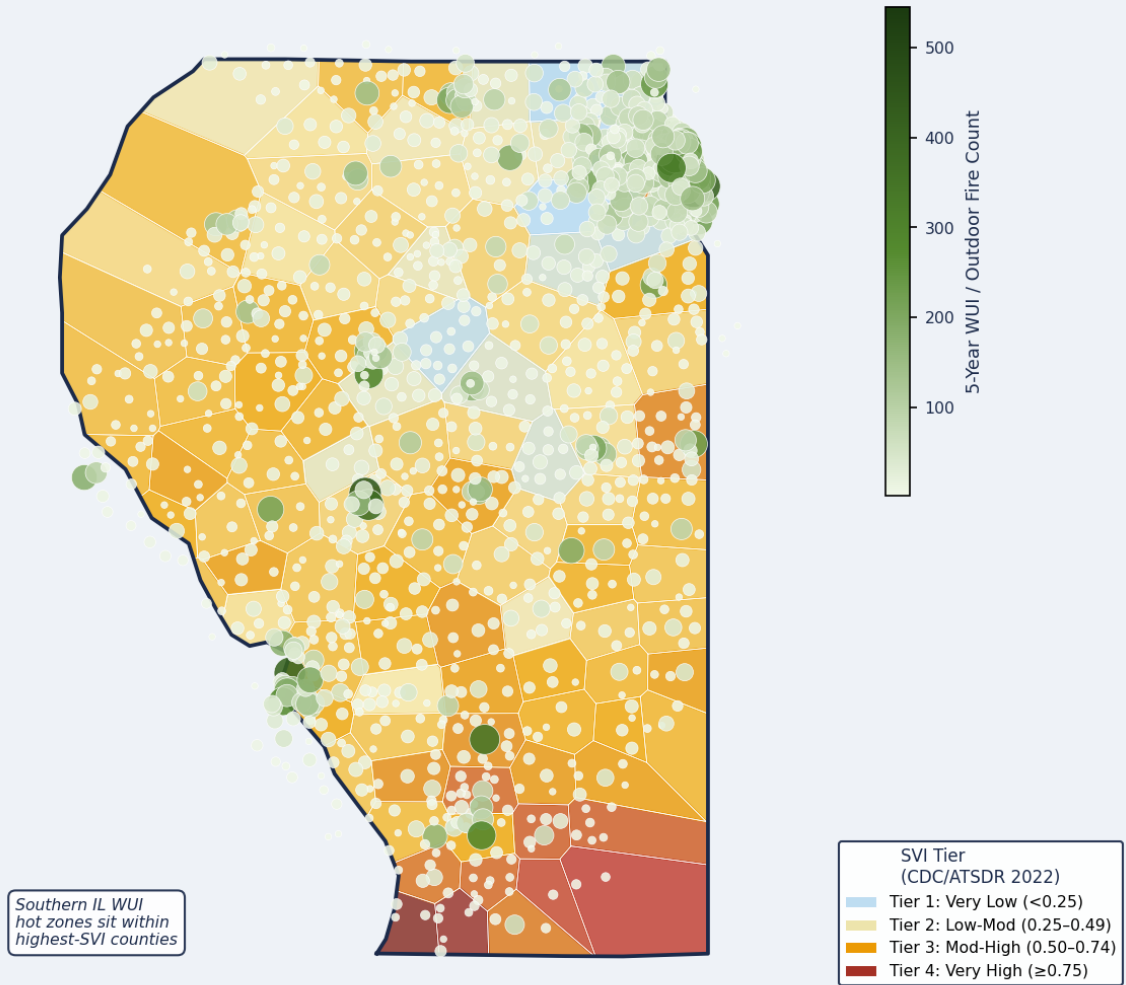 500
400
300
200
100
5-Year WUI / Outdoor Fire Count
Southern IL WUI
hot zones sit within
highest-SVI counties
SVI Tier
(CDC/ATSDR 2022)
Tier 1: Very Low (<0.25)
Tier 2: Low-Mod (0.25–0.49)
Tier 3: Mod-High (0.50–0.74)
Tier 4: Very High (≥0.75)